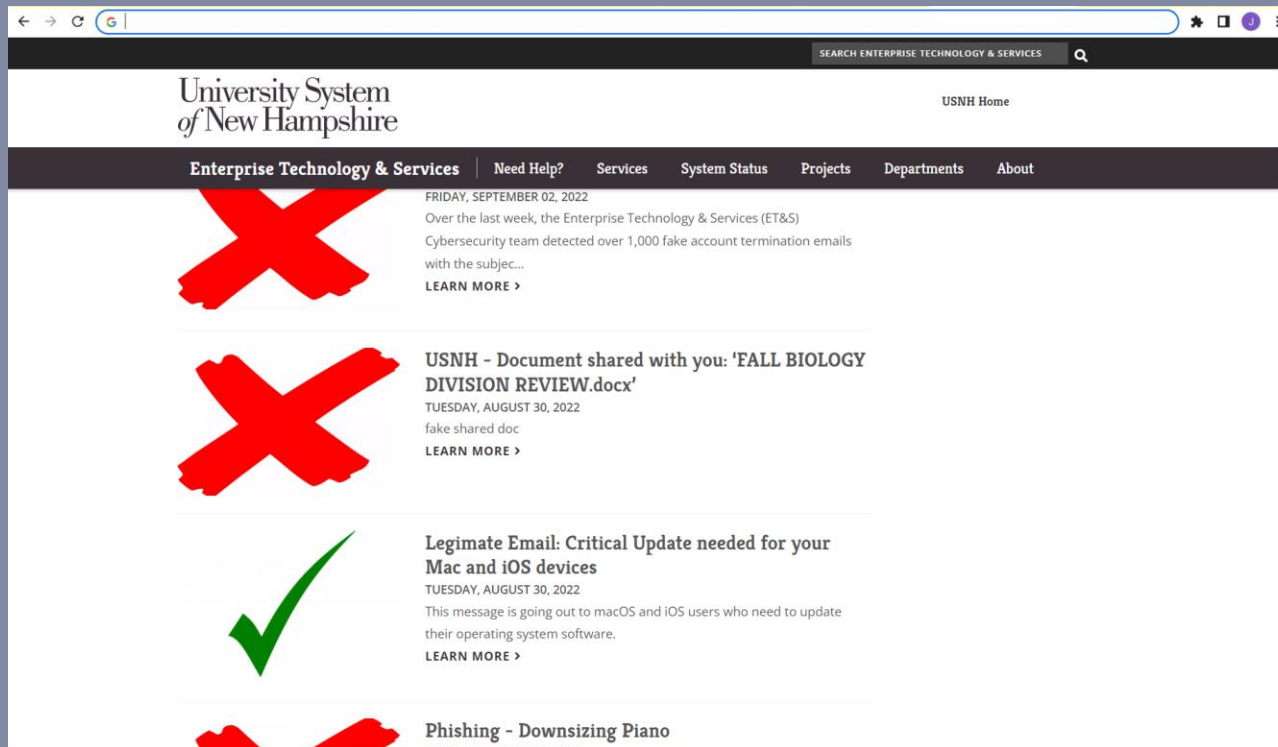 SEARCH ENTERPRISE TECHNOLOGY & SERVICES
University System
of New Hampshire
USNH Home
Enterprise Technology & Services
Need Help?
Services
System Status
Projects
Departments
About
FRIDAY, SEPTEMBER 02, 2022
Over the last week, the Enterprise Technology & Services (ET&S)
Cybersecurity team detected over 1,000 fake account termination emails
with the subjec...
LEARN MORE >
USNH - Document shared with you: ‘FALL BIOLOGY
DIVISION REVIEW.docx’
TUESDAY, AUGUST 30, 2022
fake shared doc
LEARN MORE >
Legimate Email: Critical Update needed for your
Mac and iOS devices
TUESDAY, AUGUST 30, 2022
This message is going out to macOS and iOS users who need to update
their operating system software.
LEARN MORE >
Phishing - Downsizing Piano